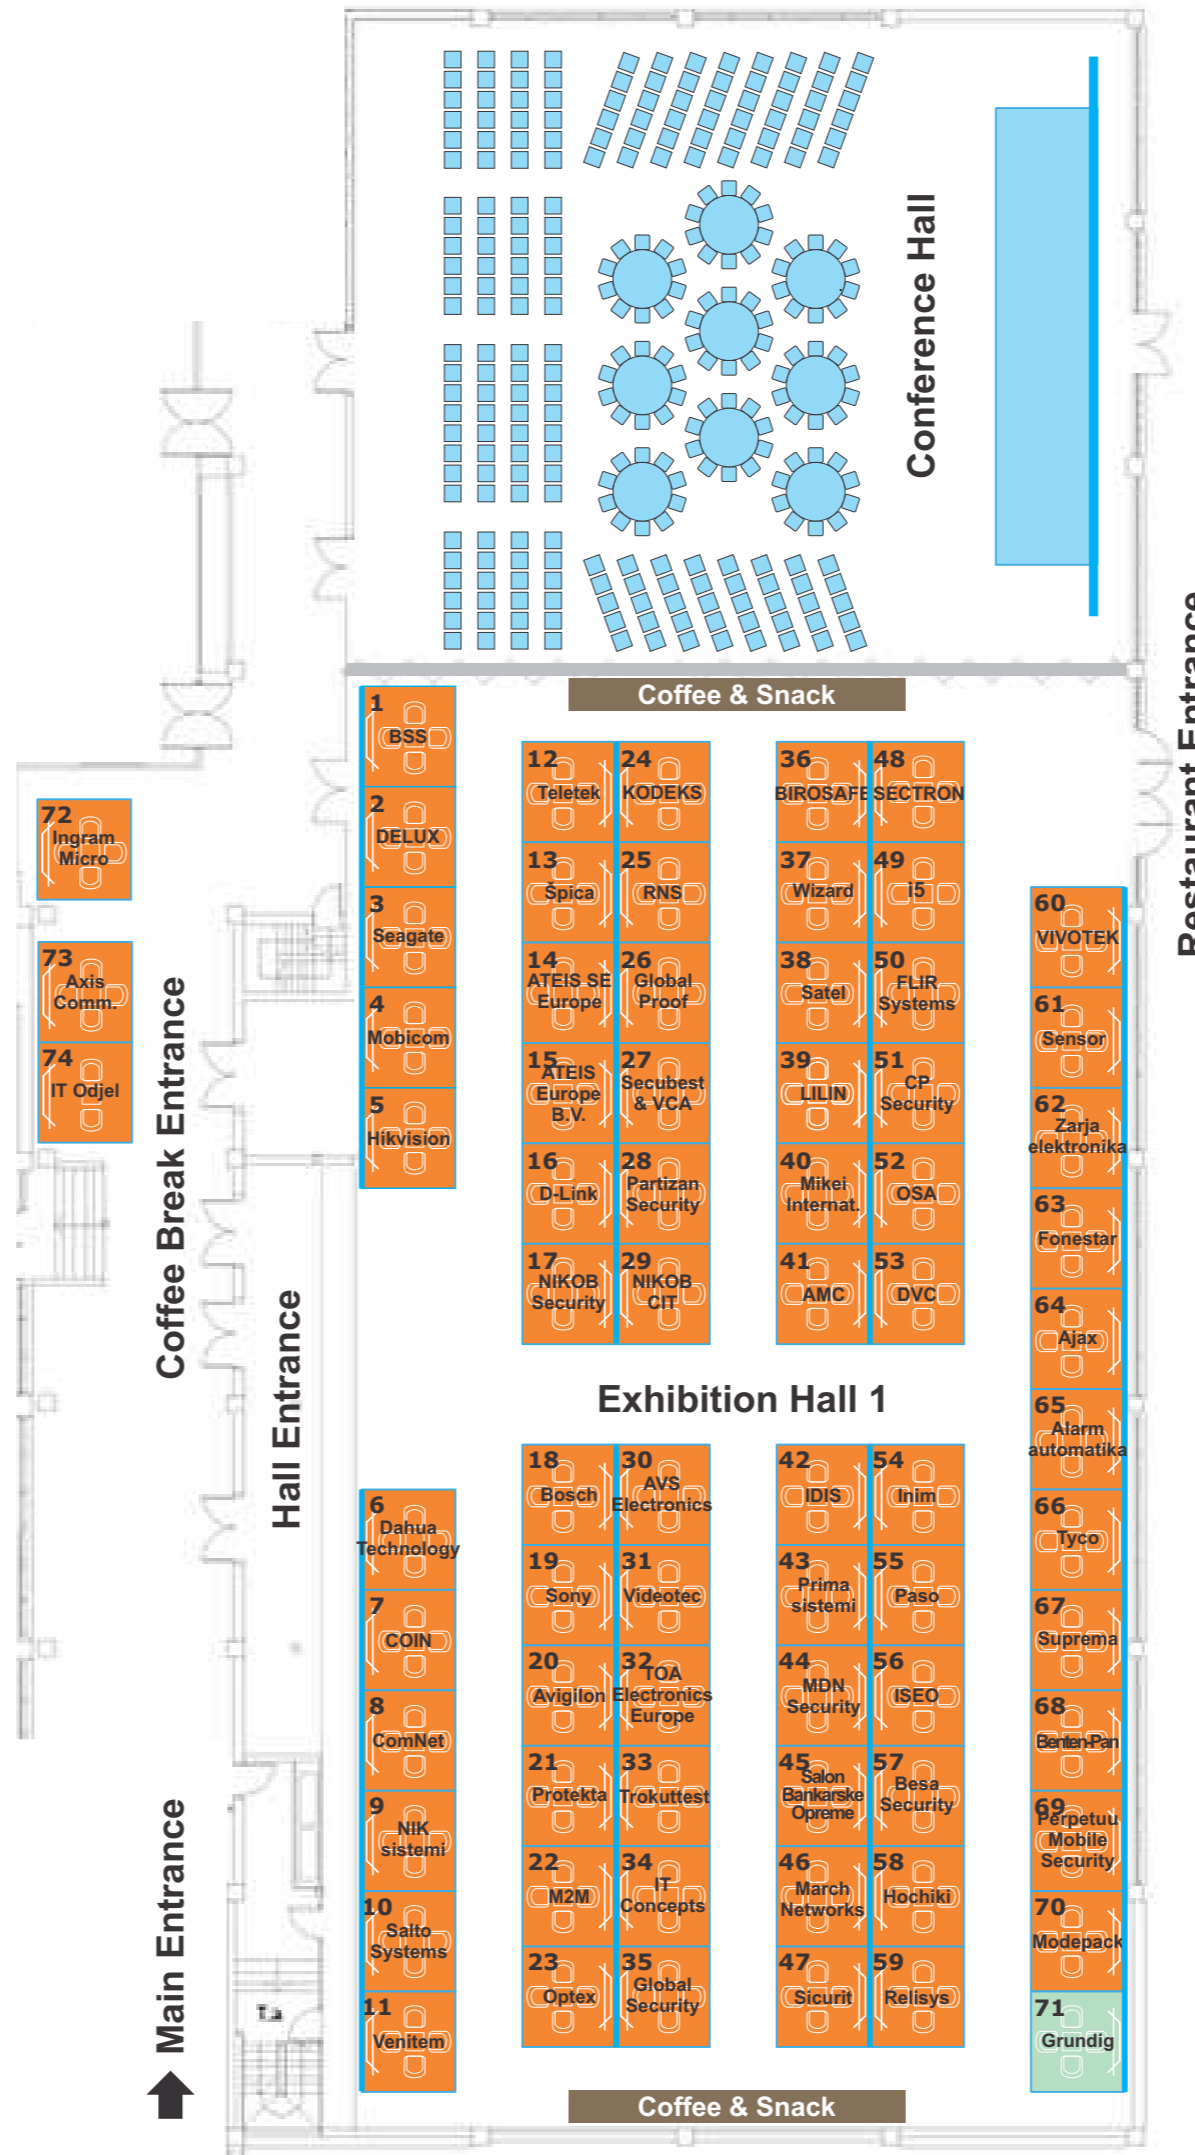 Conference Hall
Restaurant Entrance
Coffee & Snack
1
BSS
2
DELUX
3
Seagate
4
Mobicom
5
Hikvision
12
Teletek
24
KODEKS
13
Špica
25
RNS
14
ATEIS SE
Europe
26
Global
Proof
15
ATEIS
Europe
B.V.
27
Secubest
& VCA
16
D-Link
28
Partizan
Security
17
NIKOB
Security
29
NIKOB
CIT
36
BIROSAFE
48
SECTRON
37
Wizard
49
i5
38
Satel
50
FLIR
Systems
39
LILIN
51
CP
Security
40
Mikei
Internat.
52
OSA
41
AMC
53
DVC
72
Ingram
Micro
73
Axis
Comm.
74
IT Odjel
Coffee Break Entrance
Hall Entrance
Exhibition Hall 1
6
Dahua
Technology
7
COIN
8
ComNet
9
NIK
sistemi
10
Salto
Systems
11
Venitem
18
Bosch
30
AVS
Electronics
19
Sony
31
Videotec
20
Avigilon
32
TOA
Electronics
Europe
21
Protekta
33
Trokuttest
22
M2M
34
IT
Concepts
23
Optex
35
Global
Security
42
IDIS
54
Inim
43
Prima
sistemi
55
Paso
44
MDN
Security
56
ISEO
45
Salon
Bankarske
Opreme
57
Besa
Security
46
March
Networks
58
Hochiki
47
Sicurit
59
Relisys
60
VIVOTEK
61
Sensor
62
Zarja
elektronika
63
Fonestar
64
Ajax
65
Alarm
automatika
66
Tyco
67
Suprema
68
Benten-Pan
69
Perpetuu
Mobile
Security
70
Modepack
71
Grundig
Main Entrance
Coffee & Snack